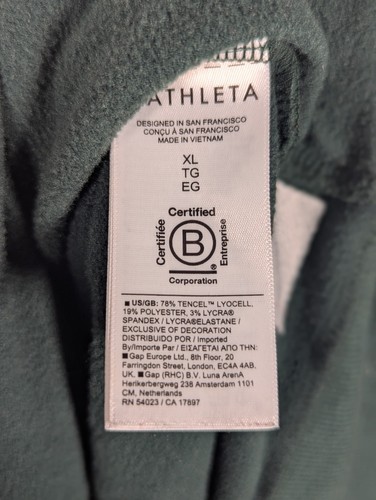 ATHLETA
DESIGNED IN SAN FRANCISCO
CONÇU À SAN FRANCISCO
MADE IN VIETNAM
XL
TG
EG
Certified
Certifiée
B
Entreprise
®
Corporation
■ US/GB: 78% TENCEL™ LYOCELL,
19% POLYESTER, 3% LYCRA®
SPANDEX / LYCRA®ELASTANE /
EXCLUSIVE OF DECORATION
DISTRIBUIDO POR / Imported
By/Importe Par / ΕΙΣΑΓΕΤΑΙ ΑΠΟ ΤΗΝ:
■ Gap Europe Ltd., 6th Floor, 20
Farringdon Street, London, EC4A 4AB,
UK. ■ Gap (RHC) B.V. Luna ArenA
Herikerbergweg 238 Amsterdam 1101
CM, Netherlands
RN 54023 / CA 17897